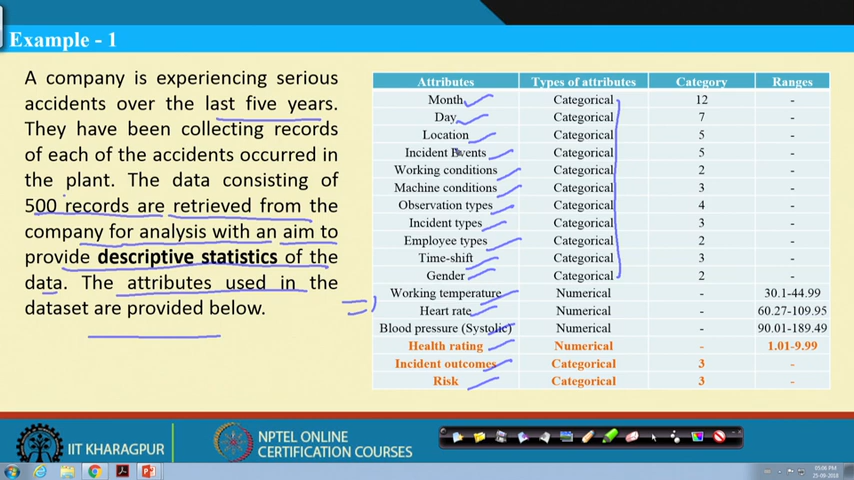 Example - 1
A company is experiencing serious
accidents over the last five years.
They have been collecting records
of each of the accidents occurred in
the plant. The data consisting of
500 records are retrieved from the
company for analysis with an aim to
provide descriptive statistics of the
data. The attributes used in the
dataset are provided below.
Attributes Types of attributes Category Ranges
Month Categorical 12 -
Day Categorical 7 -
Location Categorical 5 -
Incident Events Categorical 5 -
Working conditions Categorical 2 -
Machine conditions Categorical 3 -
Observation types Categorical 4 -
Incident types Categorical 3 -
Employee types Categorical 2 -
Time-shift Categorical 3 -
Gender Categorical 2 -
Working temperature Numerical - 30.1-44.99
Heart rate Numerical - 60.27-109.95
Blood pressure (Systolic) Numerical - 90.01-189.49
Health rating Numerical - 1.01-9.99
Incident outcomes Categorical 3 -
Risk Categorical 3 -
IIT KHARAGPUR
NPTEL ONLINE
CERTIFICATION COURSES
05:06 PM
25-09-2018